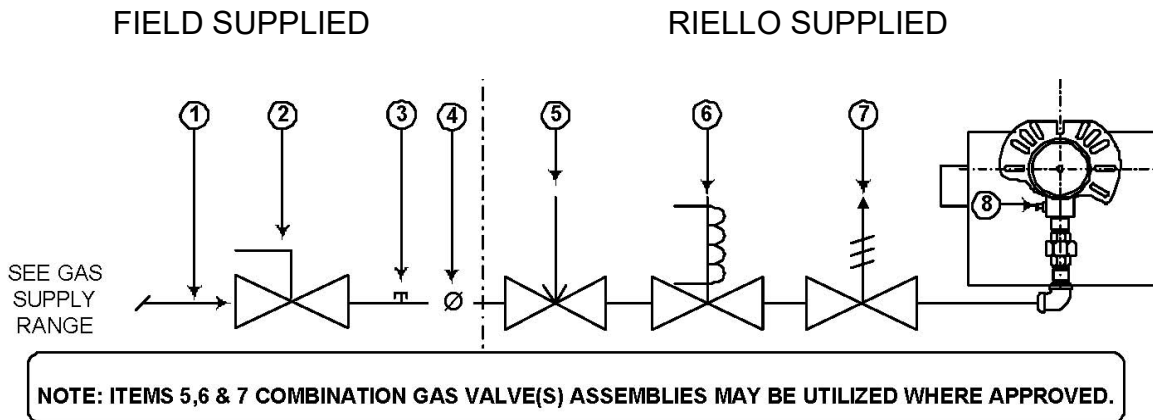 FIELD SUPPLIED
RIELLO SUPPLIED
1
2
3
4
5
6
7
8
SEE GAS
SUPPLY
RANGE
NOTE: ITEMS 5,6 & 7 COMBINATION GAS VALVE(S) ASSEMBLIES MAY BE UTILIZED WHERE APPROVED.